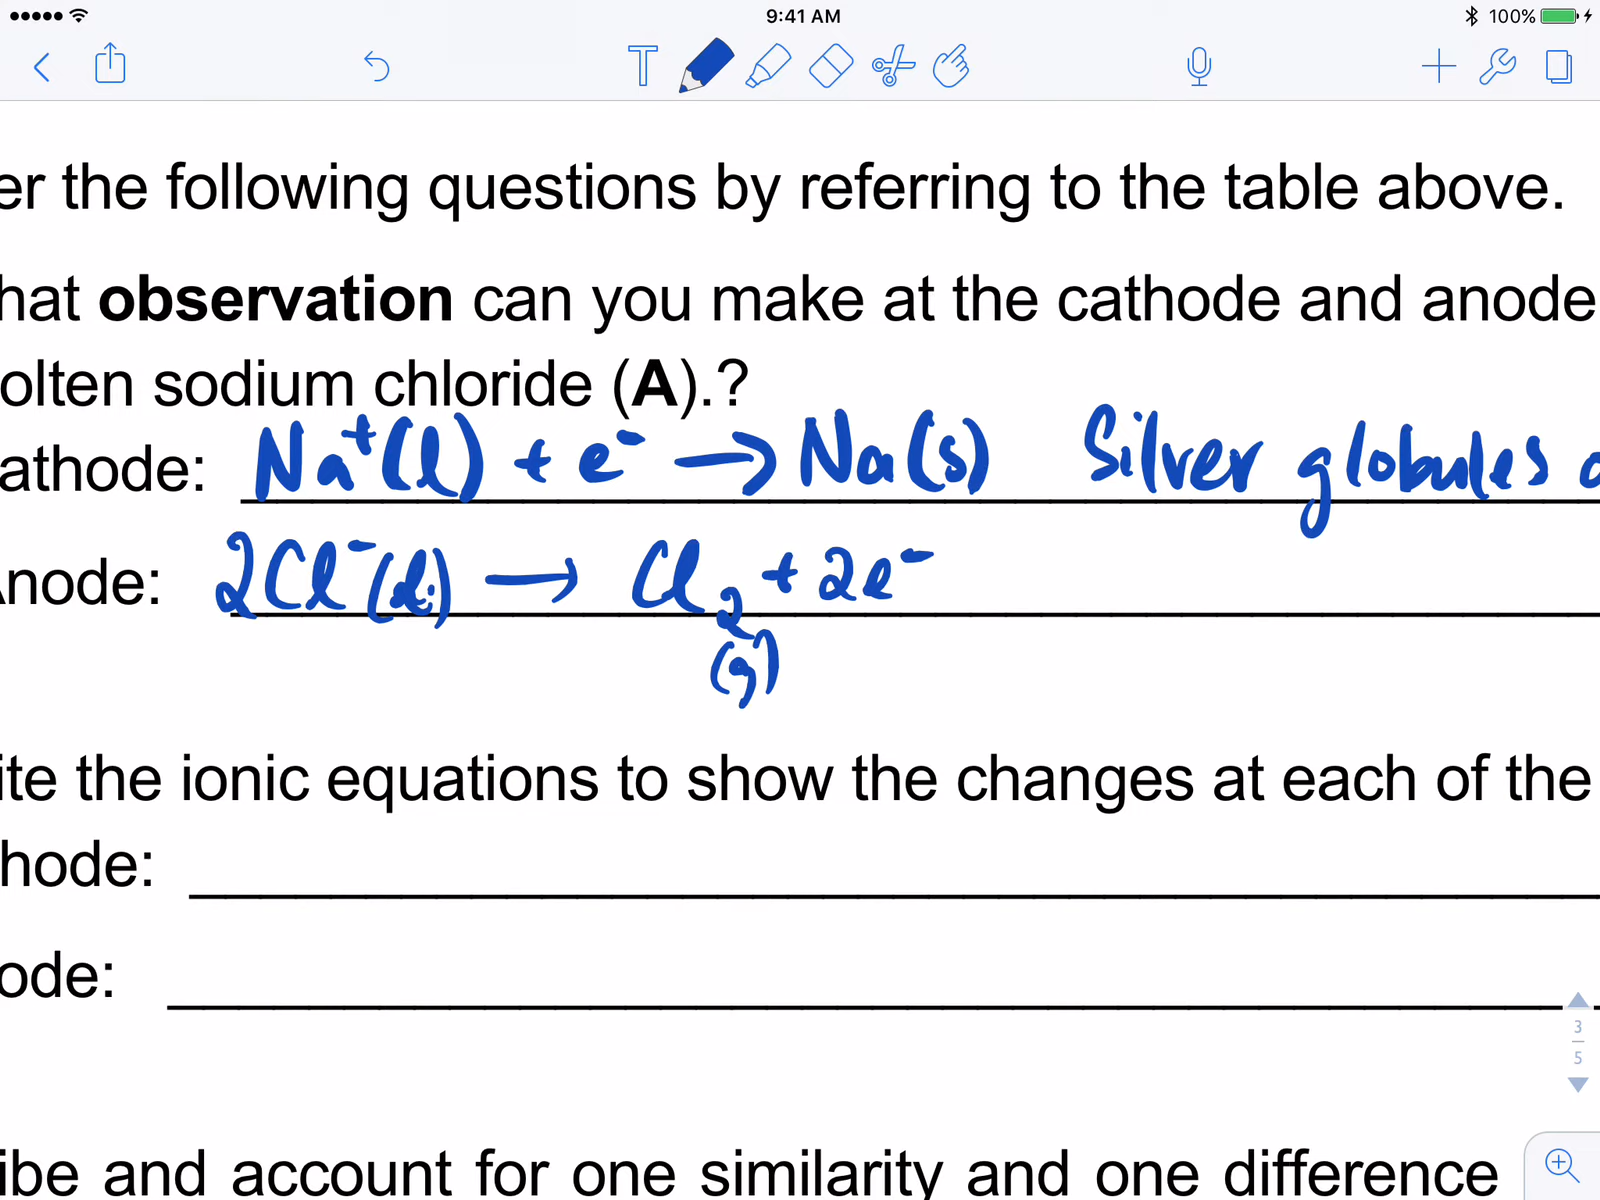 9:41 AM
100%
er the following questions by referring to the table above.
hat observation can you make at the cathode and anode
olten sodium chloride (A).?
athode: Na⁺(l) + e⁻ → Na(s) Silver globules
node: 2Cl⁻(l) → Cl₂ + 2e⁻
(g)
ite the ionic equations to show the changes at each of the
hode:
ode:
3
5
ibe and account for one similarity and one difference